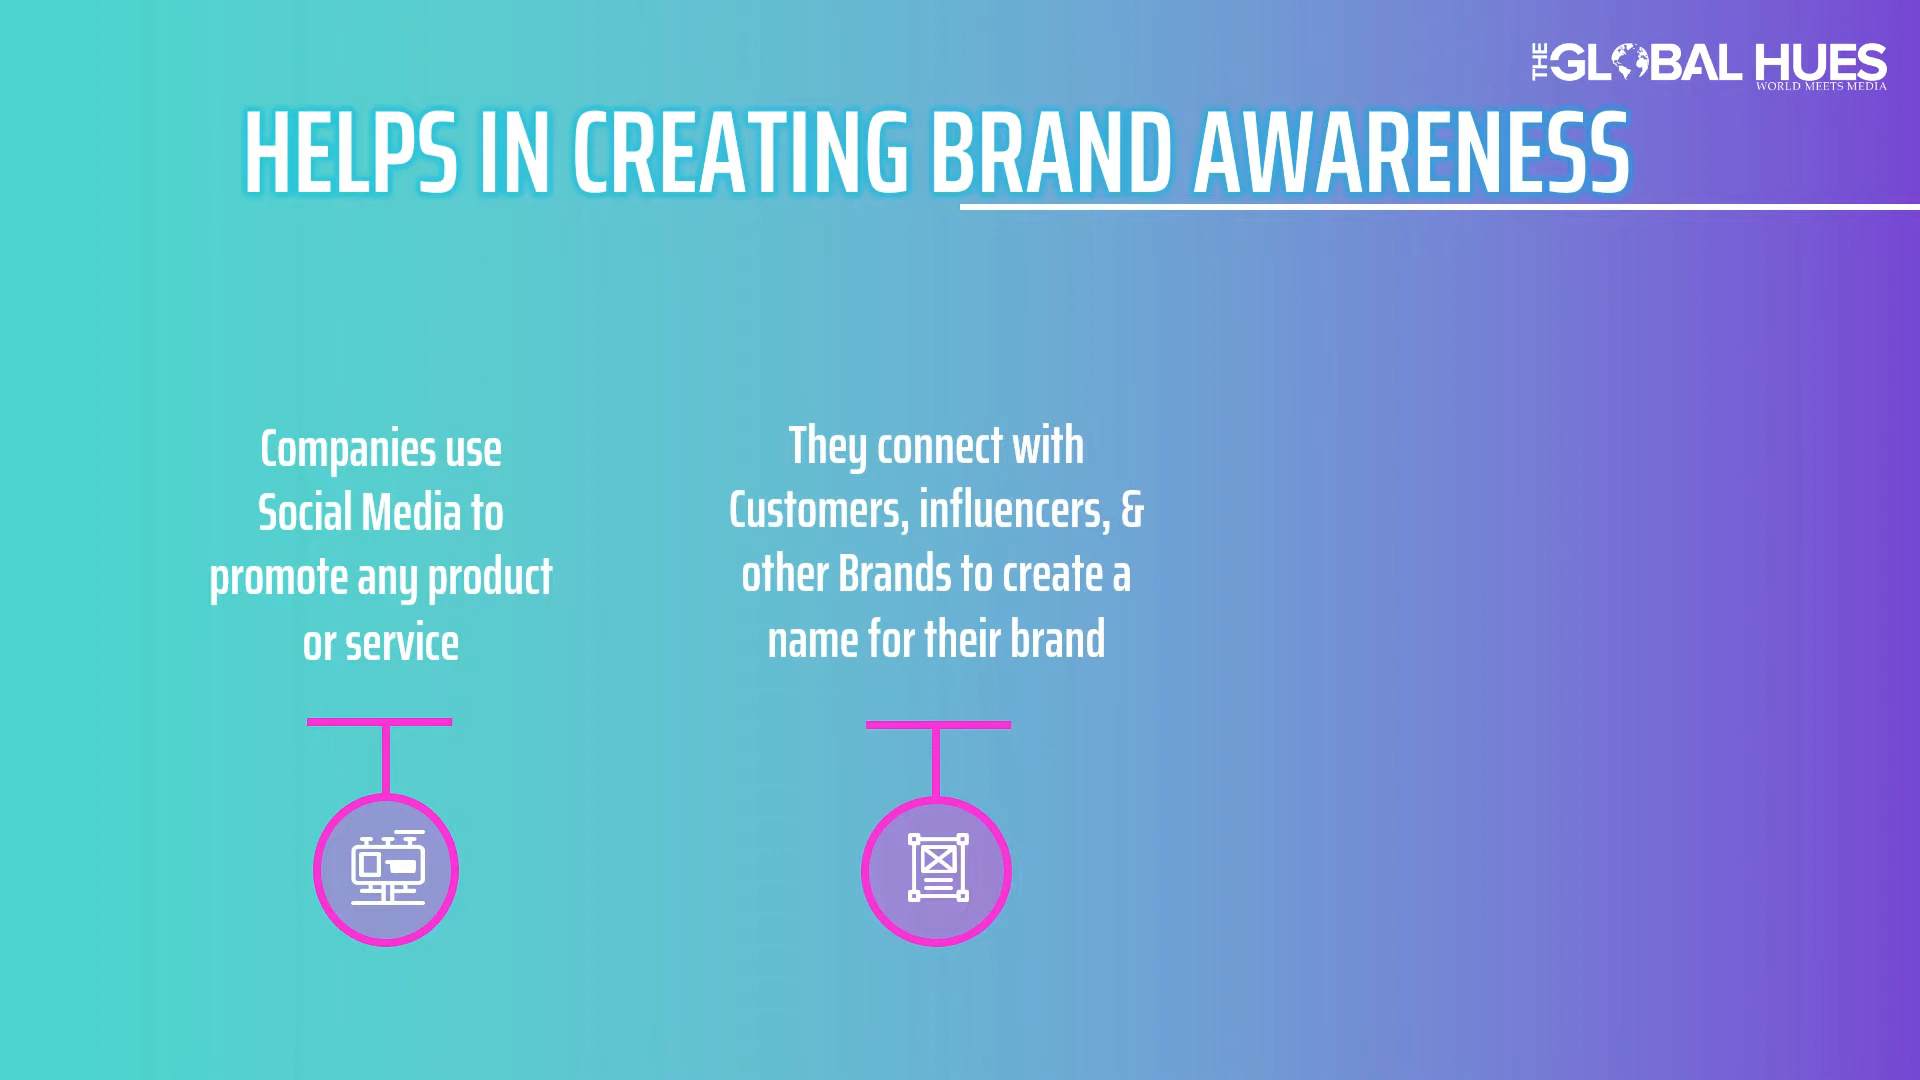 THE GLOBAL HUES
WORLD MEETS MEDIA
HELPS IN CREATING BRAND AWARENESS
Companies use
Social Media to
promote any product
or service
They connect with
Customers, influencers, &
other Brands to create a
name for their brand